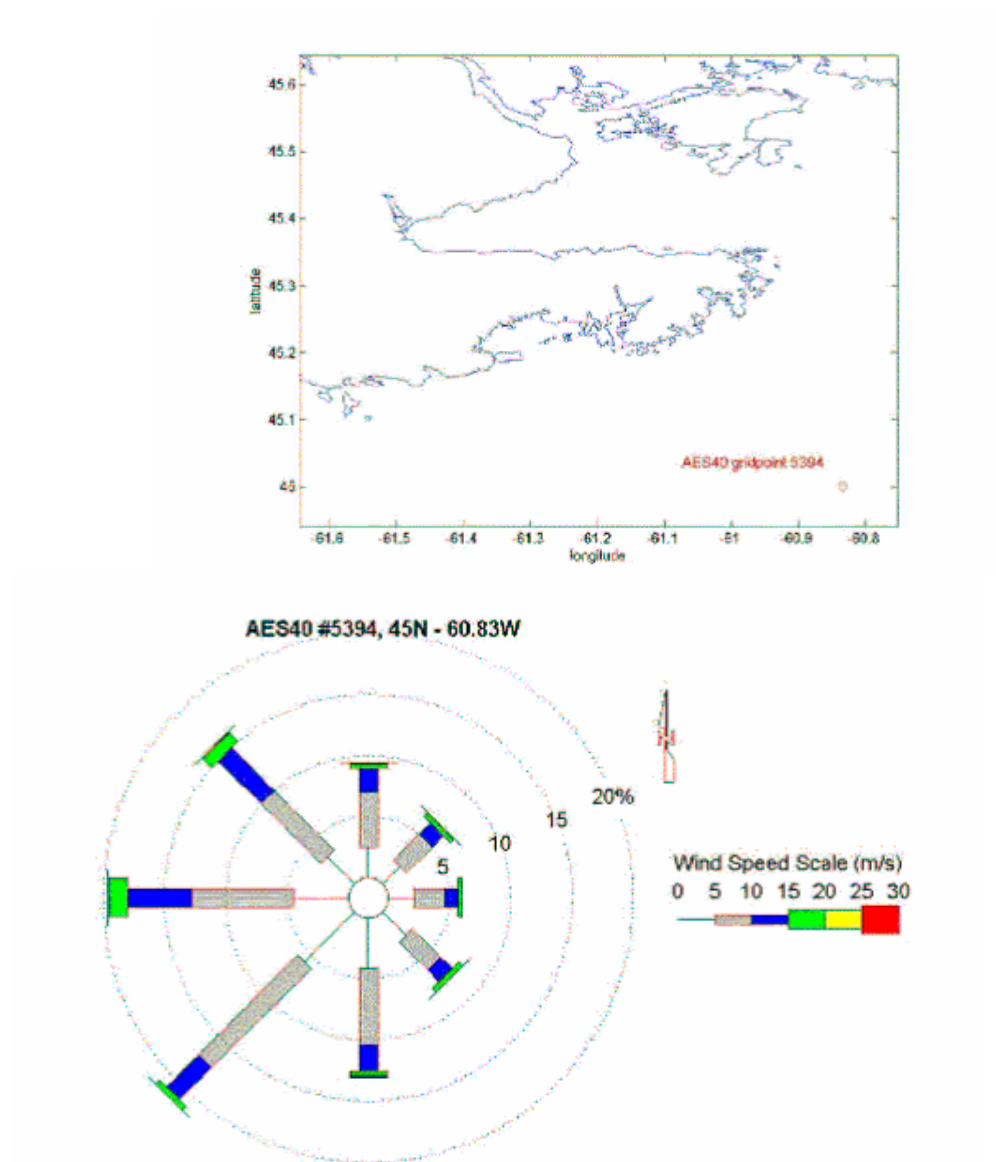 45.6
45.5
45.4
45.3
45.2
45.1
45
latitude
AES40 gridpoint 5394
-61.6 -61.5 -61.4 -61.3 -61.2 -61.1 -61 -60.9 -60.8
longitude
AES40 #5394, 45N - 60.83W
20%
15
10
5
Wind Speed Scale (m/s)
0 5 10 15 20 25 30